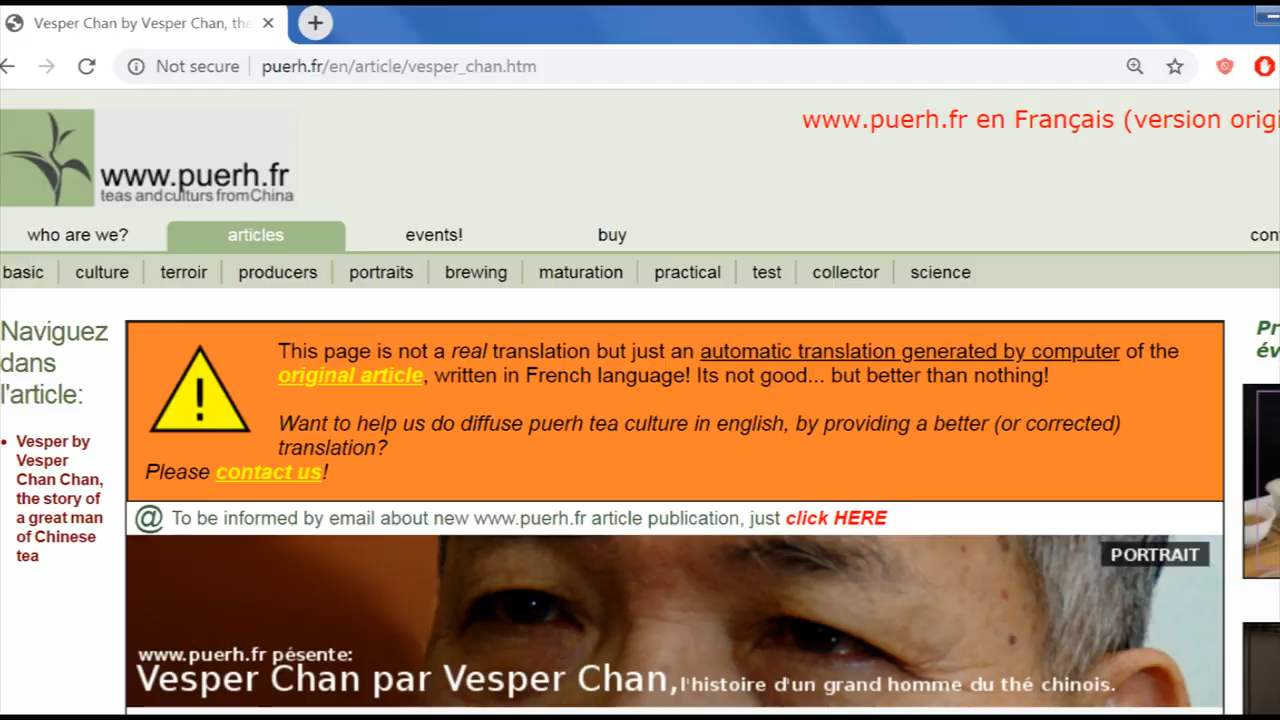 Vesper Chan by Vesper Chan, the
Not secure puerh.fr/en/article/vesper_chan.htm
www.puerh.fr en Français (version origi
www.puerh.fr
teas and culturs from China
who are we? articles events! buy con
basic culture terroir producers portraits brewing maturation practical test collector science
Naviguez
dans
l'article:
Vesper by
Vesper
Chan Chan,
the story of
a great man
of Chinese
tea
This page is not a real translation but just an automatic translation generated by computer of the
original article, written in French language! Its not good... but better than nothing!
Want to help us do diffuse puerh tea culture in english, by providing a better (or corrected)
translation?
Please contact us!
@ To be informed by email about new www.puerh.fr article publication, just click HERE
PORTRAIT
www.puerh.fr pésente:
Vesper Chan par Vesper Chan, l'histoire d'un grand homme du thé chinois.
Pr
év